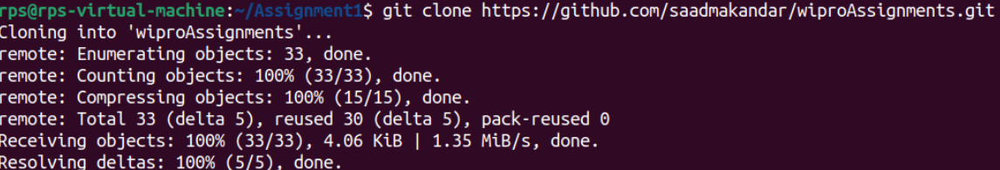 rps@rps-virtual-machine:~/Assignment1$ git clone https://github.com/saadmakandar/wiproAssignments.git
Cloning into 'wiproAssignments'...
remote: Enumerating objects: 33, done.
remote: Counting objects: 100% (33/33), done.
remote: Compressing objects: 100% (15/15), done.
remote: Total 33 (delta 5), reused 30 (delta 5), pack-reused 0
Receiving objects: 100% (33/33), 4.06 KiB | 1.35 MiB/s, done.
Resolving deltas: 100% (5/5), done.